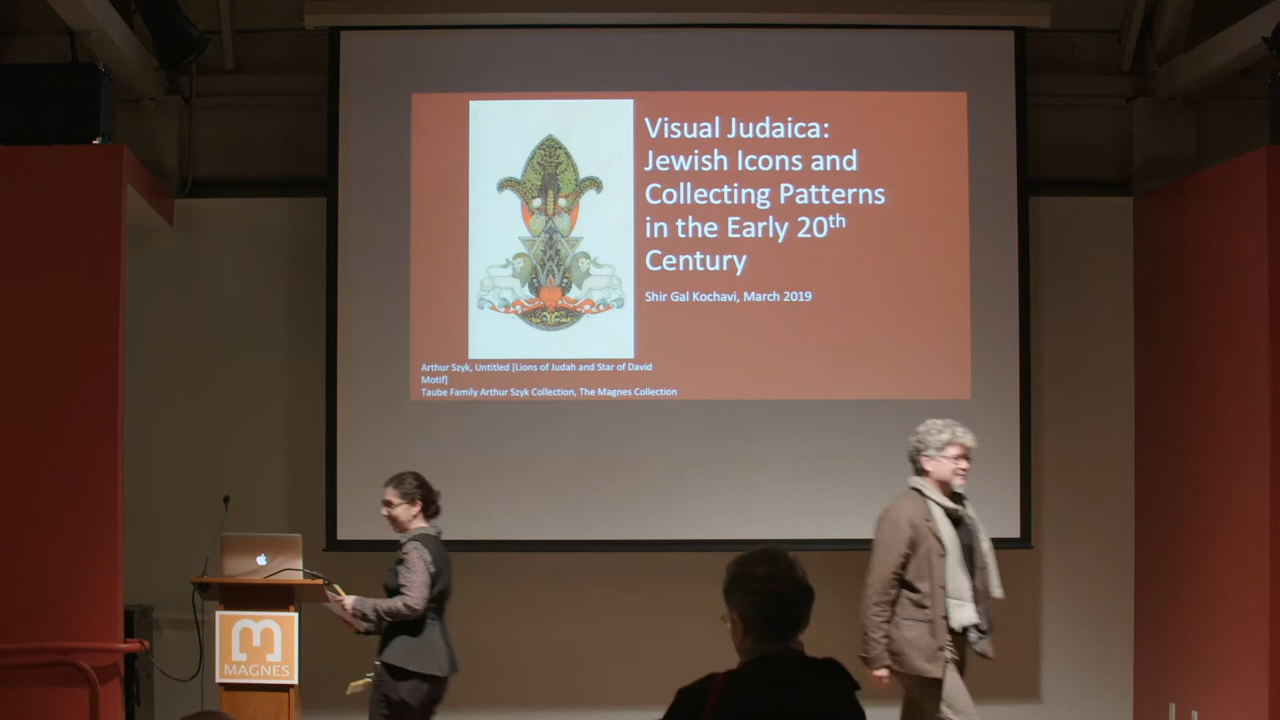 Visual Judaica:
Jewish Icons and
Collecting Patterns
in the Early 20th
Century
Shir Gal Kochavi, March 2019
Arthur Szyk, Untitled [Lions of Judah and Star of David
Motif]
Taube Family Arthur Szyk Collection, The Magnes Collection
MAGNES